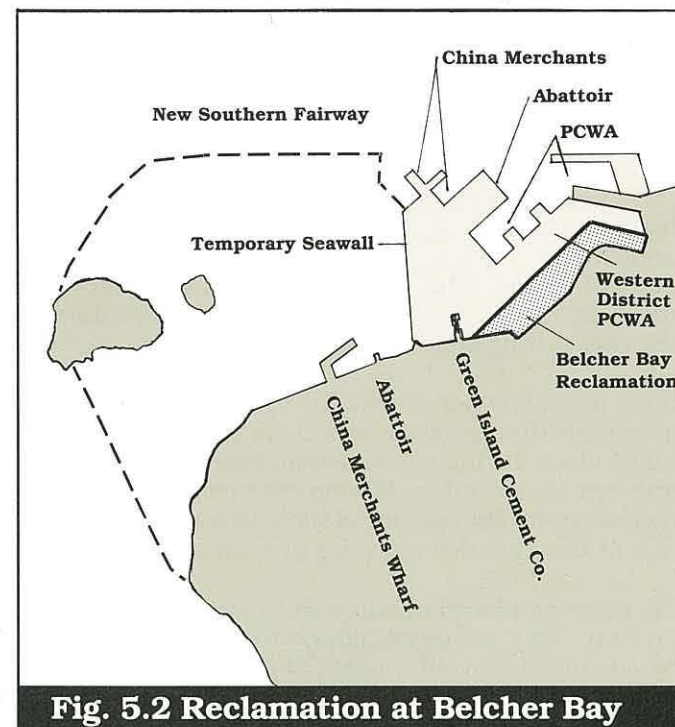 China Merchants
Abattoir
New Southern Fairway
PCWA
Temporary Seawall
Western
District
PCWA
Belcher Bay
Reclamation
China Merchants Wharf
Abattoir
Green Island Cement Co.
Fig. 5.2 Reclamation at Belcher Bay